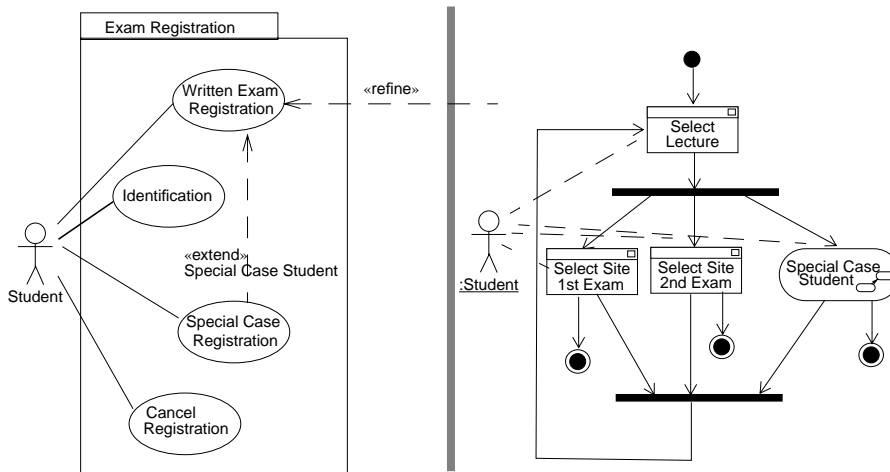 Exam Registration
Written Exam
Registration
«refine»
Identification
«extend»
Special Case Student
Student
Special Case
Registration
Cancel
Registration
Select
Lecture
:Student
Select Site
1st Exam
Select Site
2nd Exam
Special Case
Student